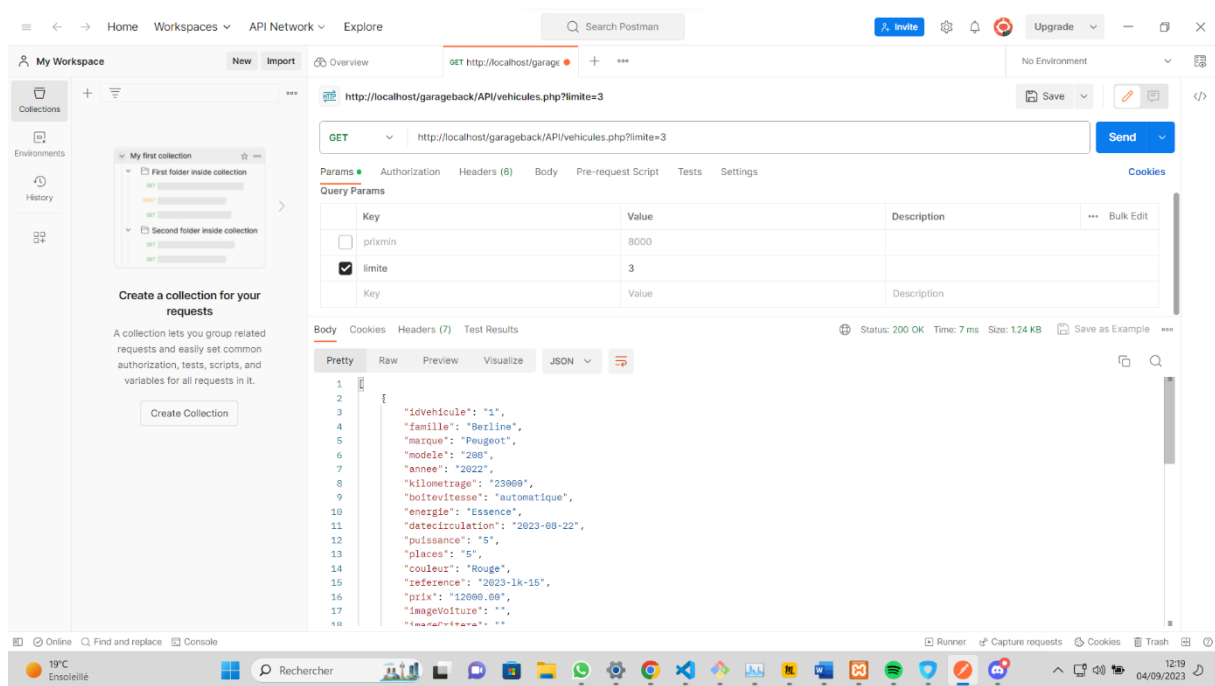 Home Workspaces API Network Explore Search Postman Invite Upgrade
My Workspace New Import Overview GET http://localhost/garage No Environment
Collections
Environments
History
My first collection
First folder inside collection
GET
POST
GET
Second folder inside collection
GET
GET
Create a collection for your
requests
A collection lets you group related
requests and easily set common
authorization, tests, scripts, and
variables for all requests in it.
Create Collection
HTTP http://localhost/garageback/API/vehicules.php?limite=3 Save
GET http://localhost/garageback/API/vehicules.php?limite=3 Send
Params Authorization Headers (6) Body Pre-request Script Tests Settings Cookies
Query Params
Key Value Description Bulk Edit
prixmin 8000
limite 3
Key Value Description
Body Cookies Headers (7) Test Results Status: 200 OK Time: 7 ms Size: 1.24 KB Save as Example
Pretty Raw Preview Visualize JSON
1 [
2 {
3 "idVehicule": "1",
4 "famille": "Berline",
5 "marque": "Peugeot",
6 "modele": "208",
7 "annee": "2022",
8 "kilometrage": "23000",
9 "boitevitesse": "automatique",
10 "energie": "Essence",
11 "datecirculation": "2023-08-22",
12 "puissance": "5",
13 "places": "5",
14 "couleur": "Rouge",
15 "reference": "2023-lk-15",
16 "prix": "12000.00",
17 "imageVoiture": "",
18 "imageCritere": ""
Online Find and replace Console Runner Capture requests Cookies Trash
19°C
Ensoleillé
Rechercher
12:19
04/09/2023